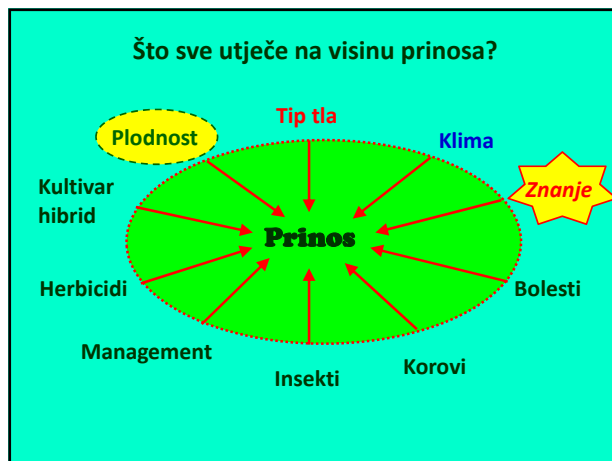 Što sve utječe na visinu prinosa?
Tip tla
Plodnost
Klima
Kultivar
hibrid
Znanje
Prinos
Herbicidi
Bolesti
Management
Korovi
Insekti